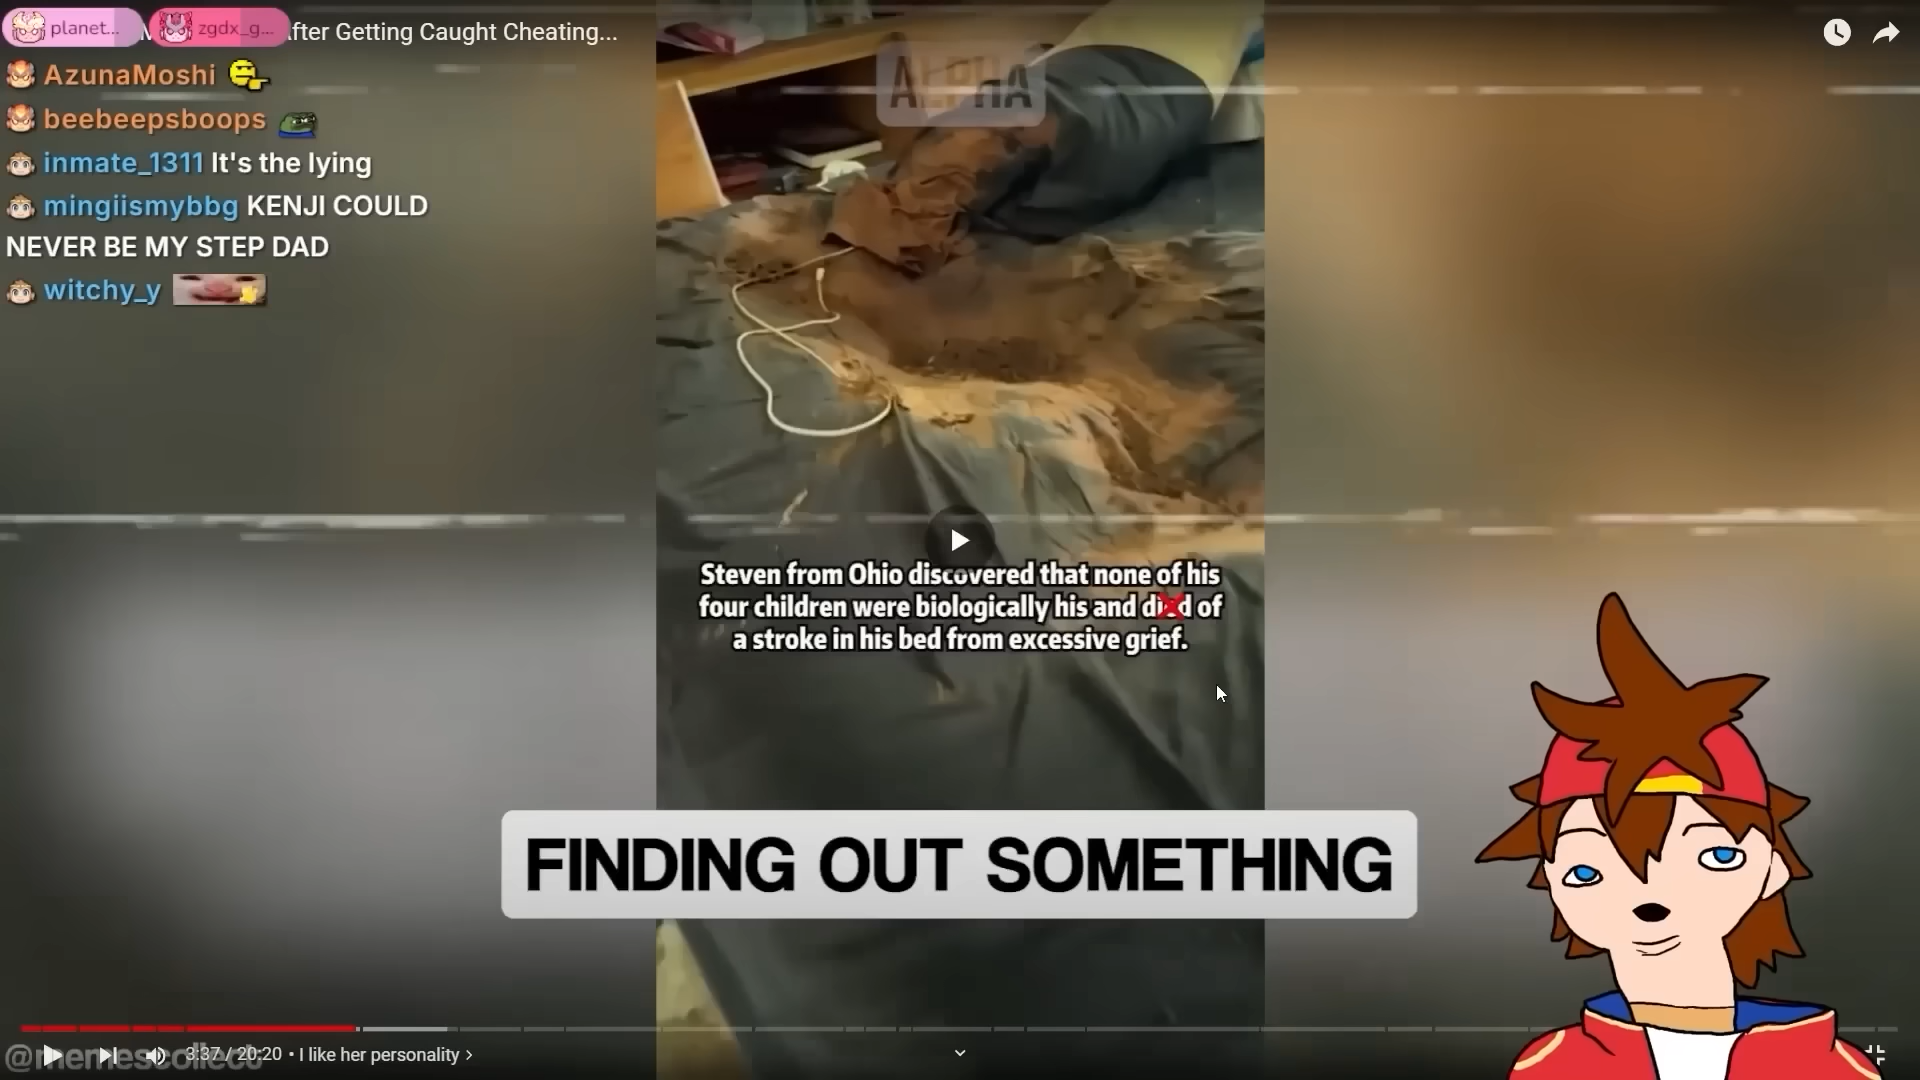 planet...
zgdx_g...
After Getting Caught Cheating...
AzunaMoshi
beebeepsboops
inmate_1311 It's the lying
mingiismybbg KENJI COULD
NEVER BE MY STEP DAD
witchy_y
ALPHA
Steven from Ohio discovered that none of his
four children were biologically his and died of
a stroke in his bed from excessive grief.
FINDING OUT SOMETHING
@memescollect
3:37 / 20:20 • I like her personality >